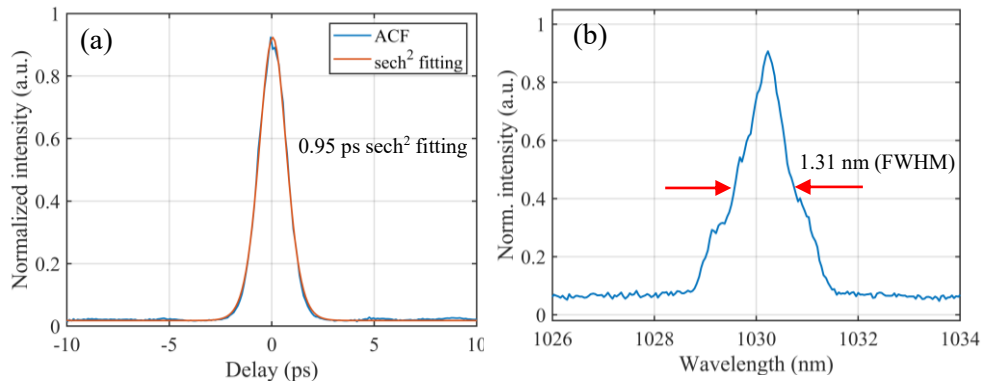 (a)
ACF
sech² fitting
0.95 ps sech² fitting
Normalized intensity (a.u.)
1
0.8
0.6
0.4
0.2
0
-10
-5
0
5
10
Delay (ps)
(b)
1.31 nm (FWHM)
Norm. intensity (a.u.)
1
0.8
0.6
0.4
0.2
0
1026
1028
1030
1032
1034
Wavelength (nm)